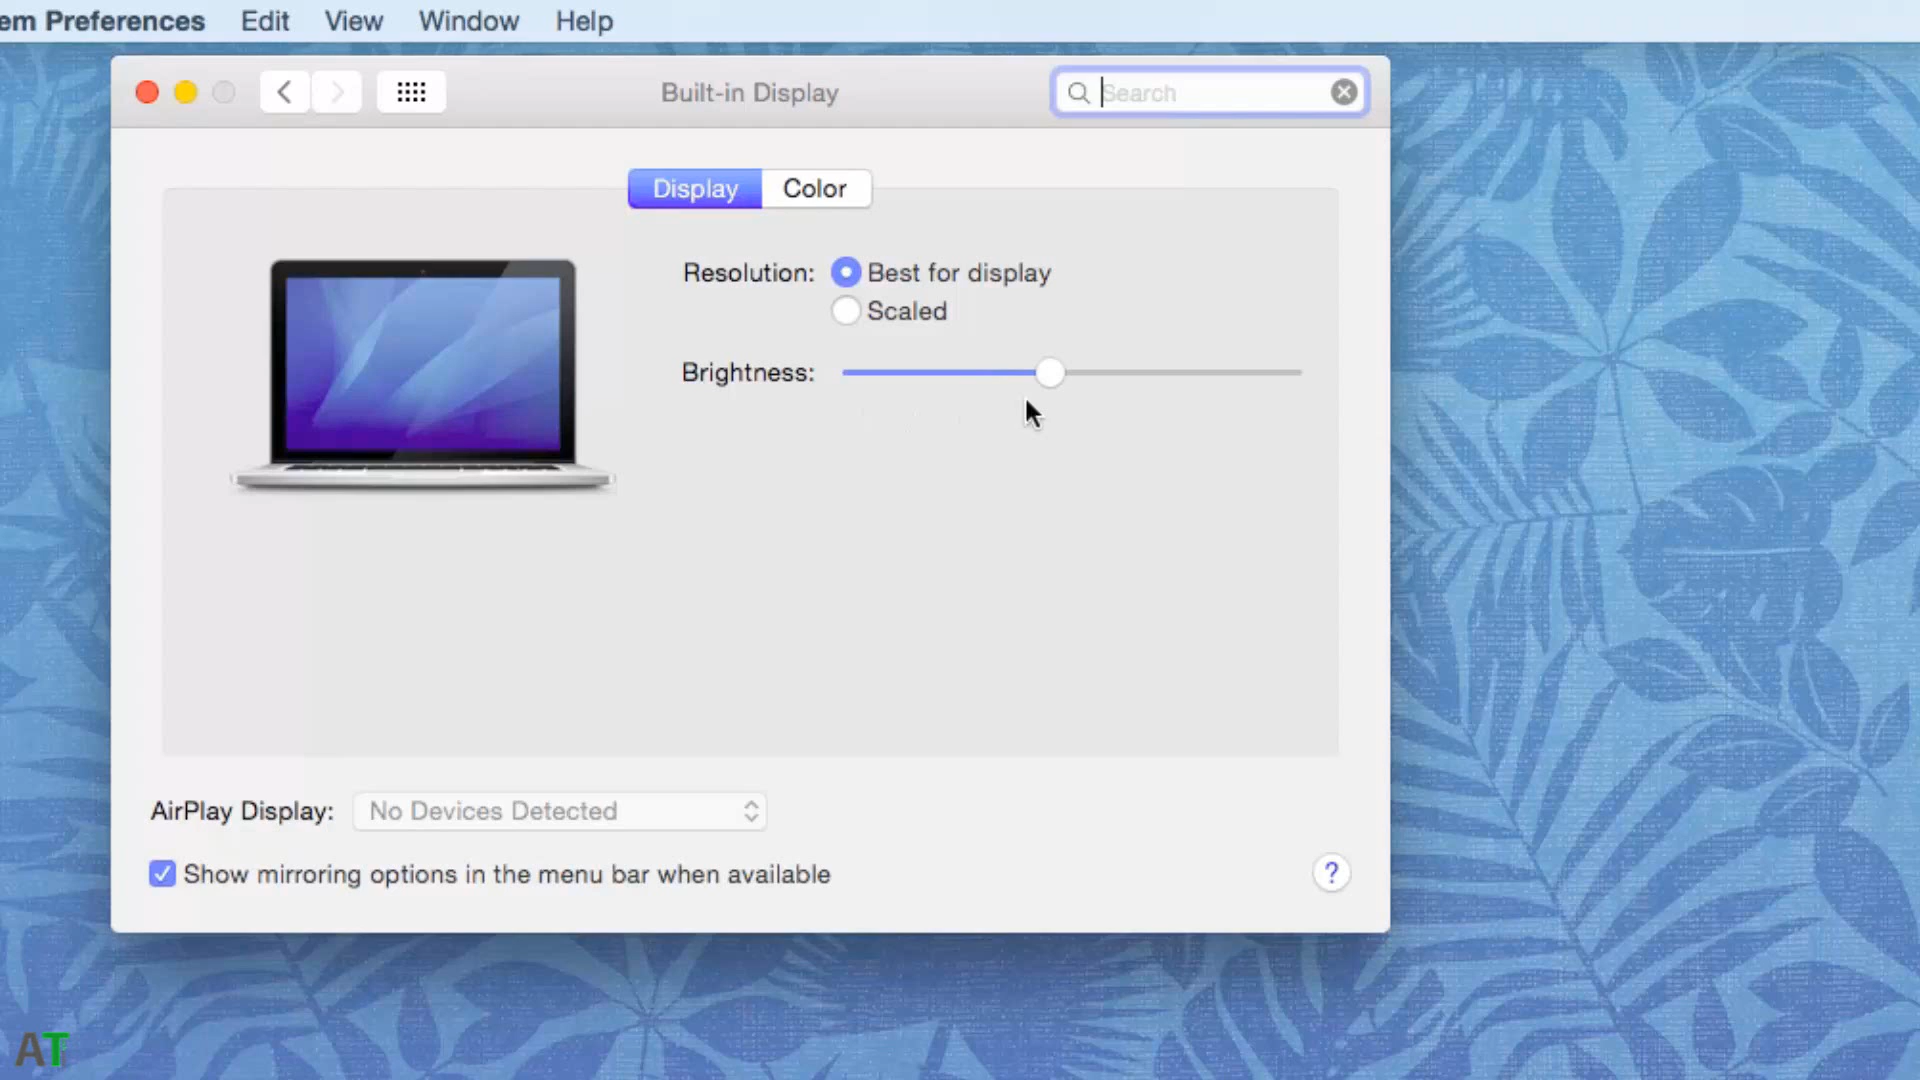 em Preferences Edit View Window Help
Built-in Display
Search
Display Color
Resolution: Best for display
Scaled
Brightness:
AirPlay Display: No Devices Detected
Show mirroring options in the menu bar when available
?
AT